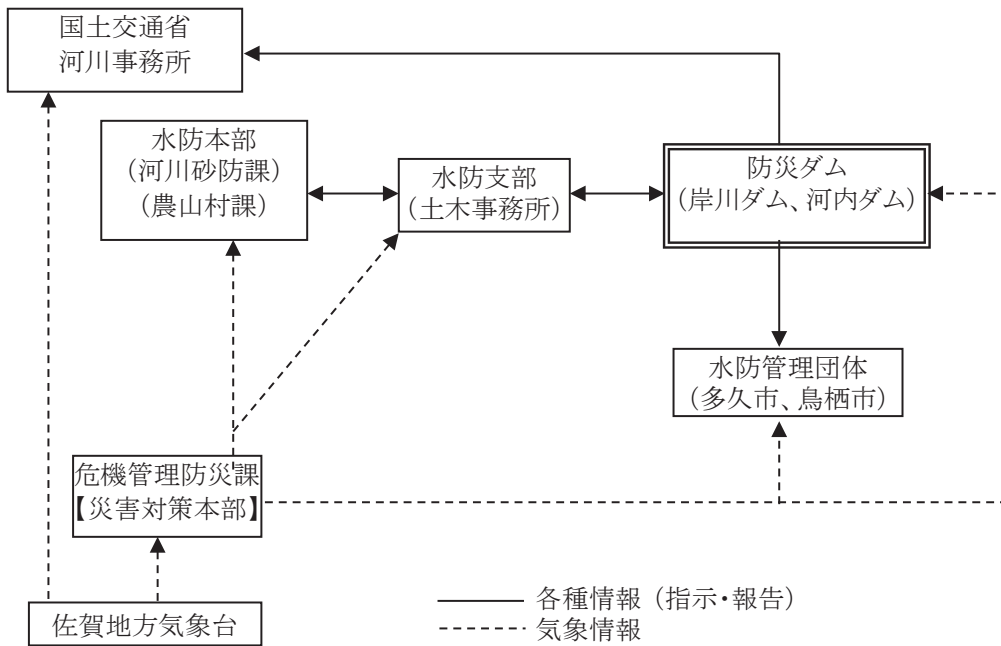 国土交通省
河川事務所
水防本部
(河川砂防課)
(農山村課)
水防支部
(土木事務所)
防災ダム
(岸川ダム、河内ダム)
水防管理団体
(多久市、鳥栖市)
危機管理防災課
【災害対策本部】
佐賀地方気象台
各種情報(指示・報告)
気象情報